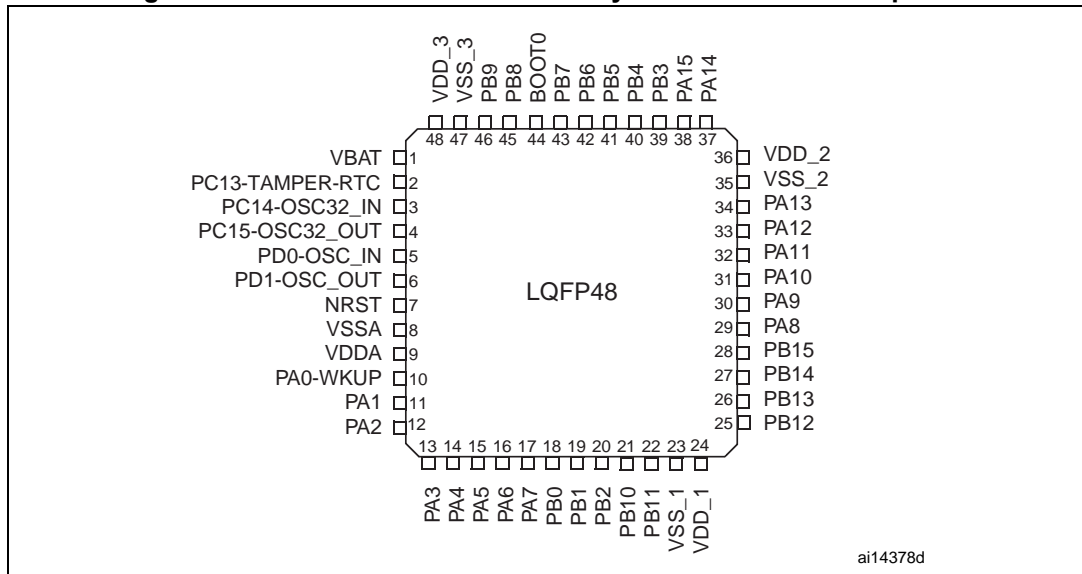 VDD_3
VSS_3
PB9
PB8
BOOT0
PB7
PB6
PB5
PB4
PB3
PA15
PA14
48 47 46 45 44 43 42 41 40 39 38 37
VBAT 1
PC13-TAMPER-RTC 2
PC14-OSC32_IN 3
PC15-OSC32_OUT 4
PD0-OSC_IN 5
PD1-OSC_OUT 6
NRST 7
VSSA 8
VDDA 9
PA0-WKUP 10
PA1 11
PA2 12
LQFP48
36 VDD_2
35 VSS_2
34 PA13
33 PA12
32 PA11
31 PA10
30 PA9
29 PA8
28 PB15
27 PB14
26 PB13
25 PB12
13 14 15 16 17 18 19 20 21 22 23 24
PA3
PA4
PA5
PA6
PA7
PB0
PB1
PB2
PB10
PB11
VSS_1
VDD_1
ai14378d